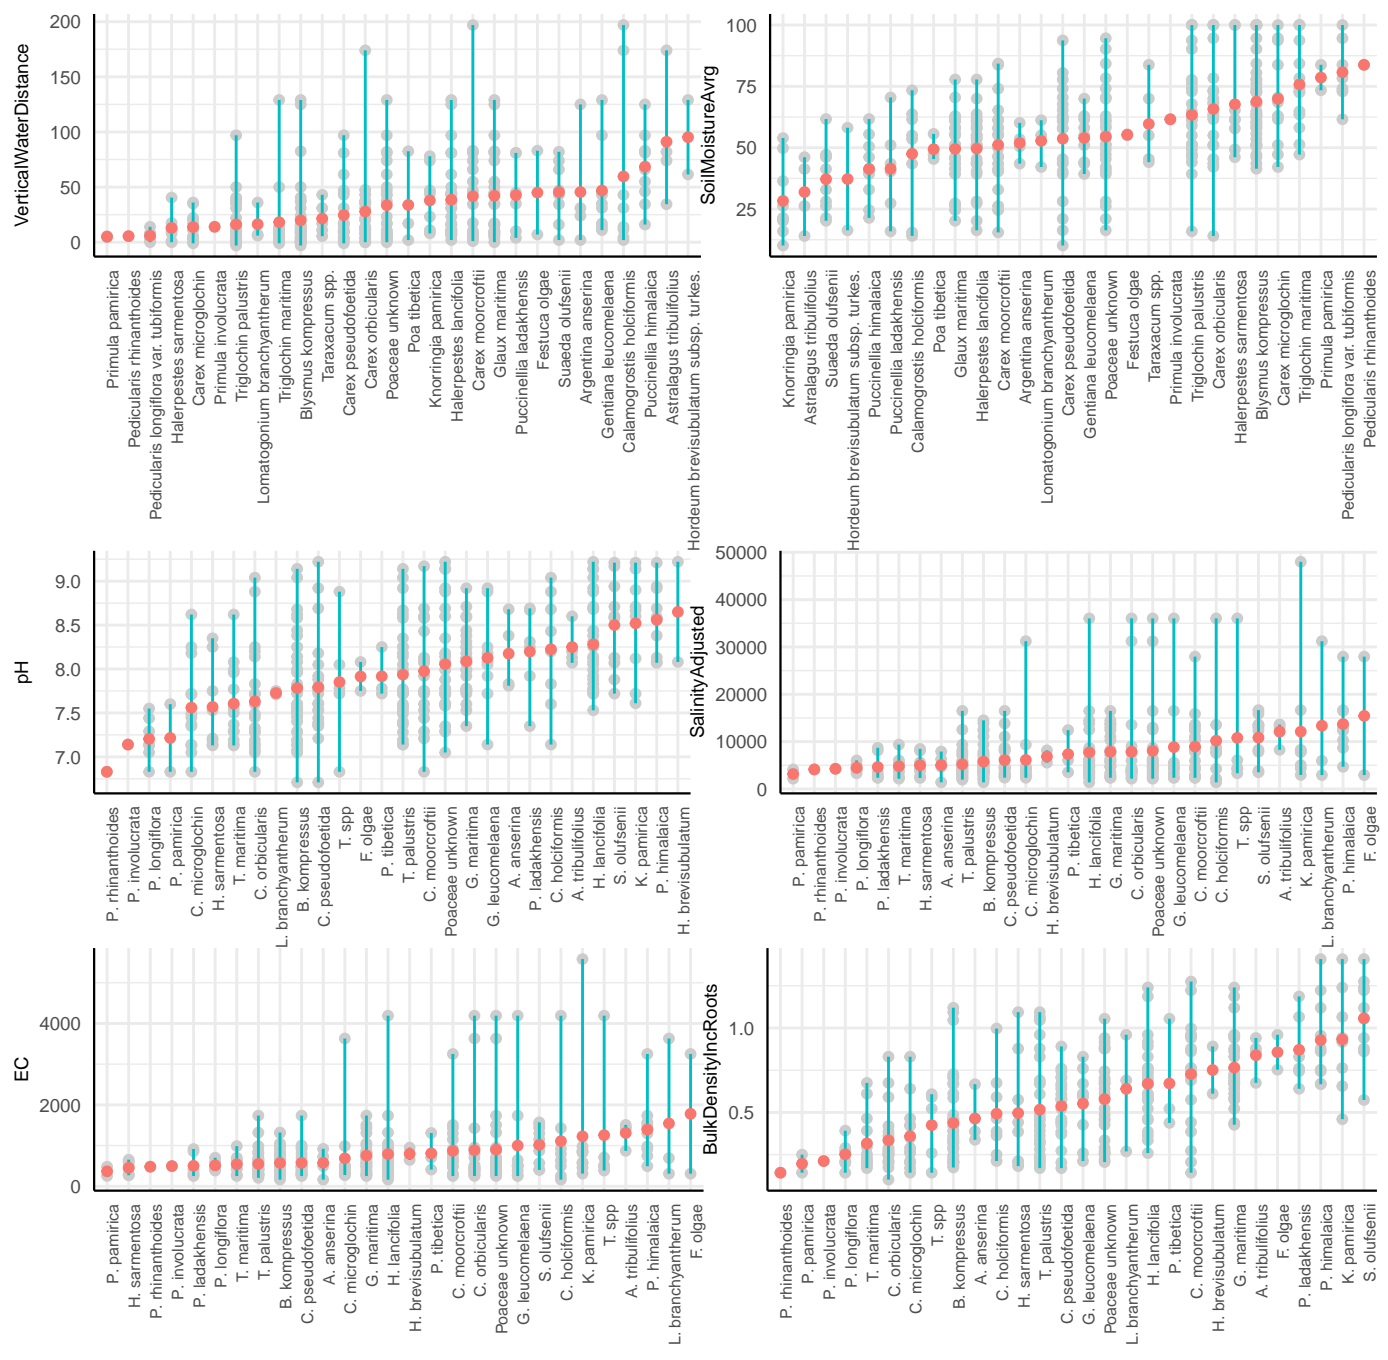 VerticalWaterDistance
200
150
100
50
0
Primula pamirica
Pedicularis rhinanthoides
Pedicularis longiflora var. tubiformis
Halerpestes sarmentosa
Carex microglochin
Primula involucrata
Triglochin palustris
Lomatogonium branchyantherum
Triglochin maritima
Blysmus kompressus
Taraxacum spp.
Carex pseudofoetida
Carex orbicularis
Poaceae unknown
Poa tibetica
Knorringia pamirica
Halerpestes lancifolia
Carex moorcroftii
Glaux maritima
Puccinellia ladakhensis
Festuca olgae
Suaeda olufsenii
Argentina anserina
Gentiana leucomelaena
Calamogrostis holciformis
Puccinellia himalaica
Astralagus tribulifolius
Hordeum brevisubulatum subsp. turkes.
SoilMoistureAvrg
100
75
50
25
Knorringia pamirica
Astralagus tribulifolius
Suaeda olufsenii
Hordeum brevisubulatum subsp. turkes.
Puccinellia himalaica
Puccinellia ladakhensis
Calamogrostis holciformis
Poa tibetica
Glaux maritima
Halerpestes lancifolia
Carex moorcroftii
Argentina anserina
Lomatogonium branchyantherum
Carex pseudofoetida
Gentiana leucomelaena
Poaceae unknown
Festuca olgae
Taraxacum spp.
Primula involucrata
Triglochin palustris
Carex orbicularis
Halerpestes sarmentosa
Blysmus kompressus
Carex microglochin
Triglochin maritima
Primula pamirica
Pedicularis longiflora var. tubiformis
Pedicularis rhinanthoides
pH
9.0
8.5
8.0
7.5
7.0
P. rhinanthoides
P. involucrata
P. longiflora
P. pamirica
C. microglochin
H. sarmentosa
T. maritima
C. orbicularis
L. branchyantherum
B. kompressus
C. pseudofoetida
T. spp
F. olgae
P. tibetica
T. palustris
C. moorcroftii
Poaceae unknown
G. maritima
G. leucomelaena
A. anserina
P. ladakhensis
C. holciformis
A. tribulifolius
H. lancifolia
S. olufsenii
K. pamirica
P. himalaica
H. brevisubulatum
SalinityAdjusted
50000
40000
30000
20000
10000
0
P. pamirica
P. rhinanthoides
P. involucrata
P. longiflora
P. ladakhensis
T. maritima
H. sarmentosa
A. anserina
T. palustris
B. kompressus
C. pseudofoetida
C. microglochin
H. brevisubulatum
P. tibetica
H. lancifolia
G. maritima
C. orbicularis
Poaceae unknown
G. leucomelaena
C. moorcroftii
C. holciformis
T. spp
S. olufsenii
A. tribulifolius
K. pamirica
L. branchyantherum
P. himalaica
F. olgae
EC
4000
2000
0
P. pamirica
H. sarmentosa
P. rhinanthoides
P. involucrata
P. ladakhensis
P. longiflora
T. maritima
T. palustris
B. kompressus
C. pseudofoetida
A. anserina
C. microglochin
G. maritima
H. lancifolia
H. brevisubulatum
P. tibetica
C. moorcroftii
C. orbicularis
Poaceae unknown
G. leucomelaena
S. olufsenii
C. holciformis
K. pamirica
T. spp
A. tribulifolius
P. himalaica
L. branchyantherum
F. olgae
BulkDensityIncRoots
1.0
0.5
P. rhinanthoides
P. pamirica
P. involucrata
P. longiflora
T. maritima
C. orbicularis
C. microglochin
T. spp
B. kompressus
A. anserina
C. holciformis
H. sarmentosa
T. palustris
C. pseudofoetida
G. leucomelaena
Poaceae unknown
L. branchyantherum
H. lancifolia
P. tibetica
C. moorcroftii
H. brevisubulatum
G. maritima
A. tribulifolius
F. olgae
P. ladakhensis
P. himalaica
K. pamirica
S. olufsenii